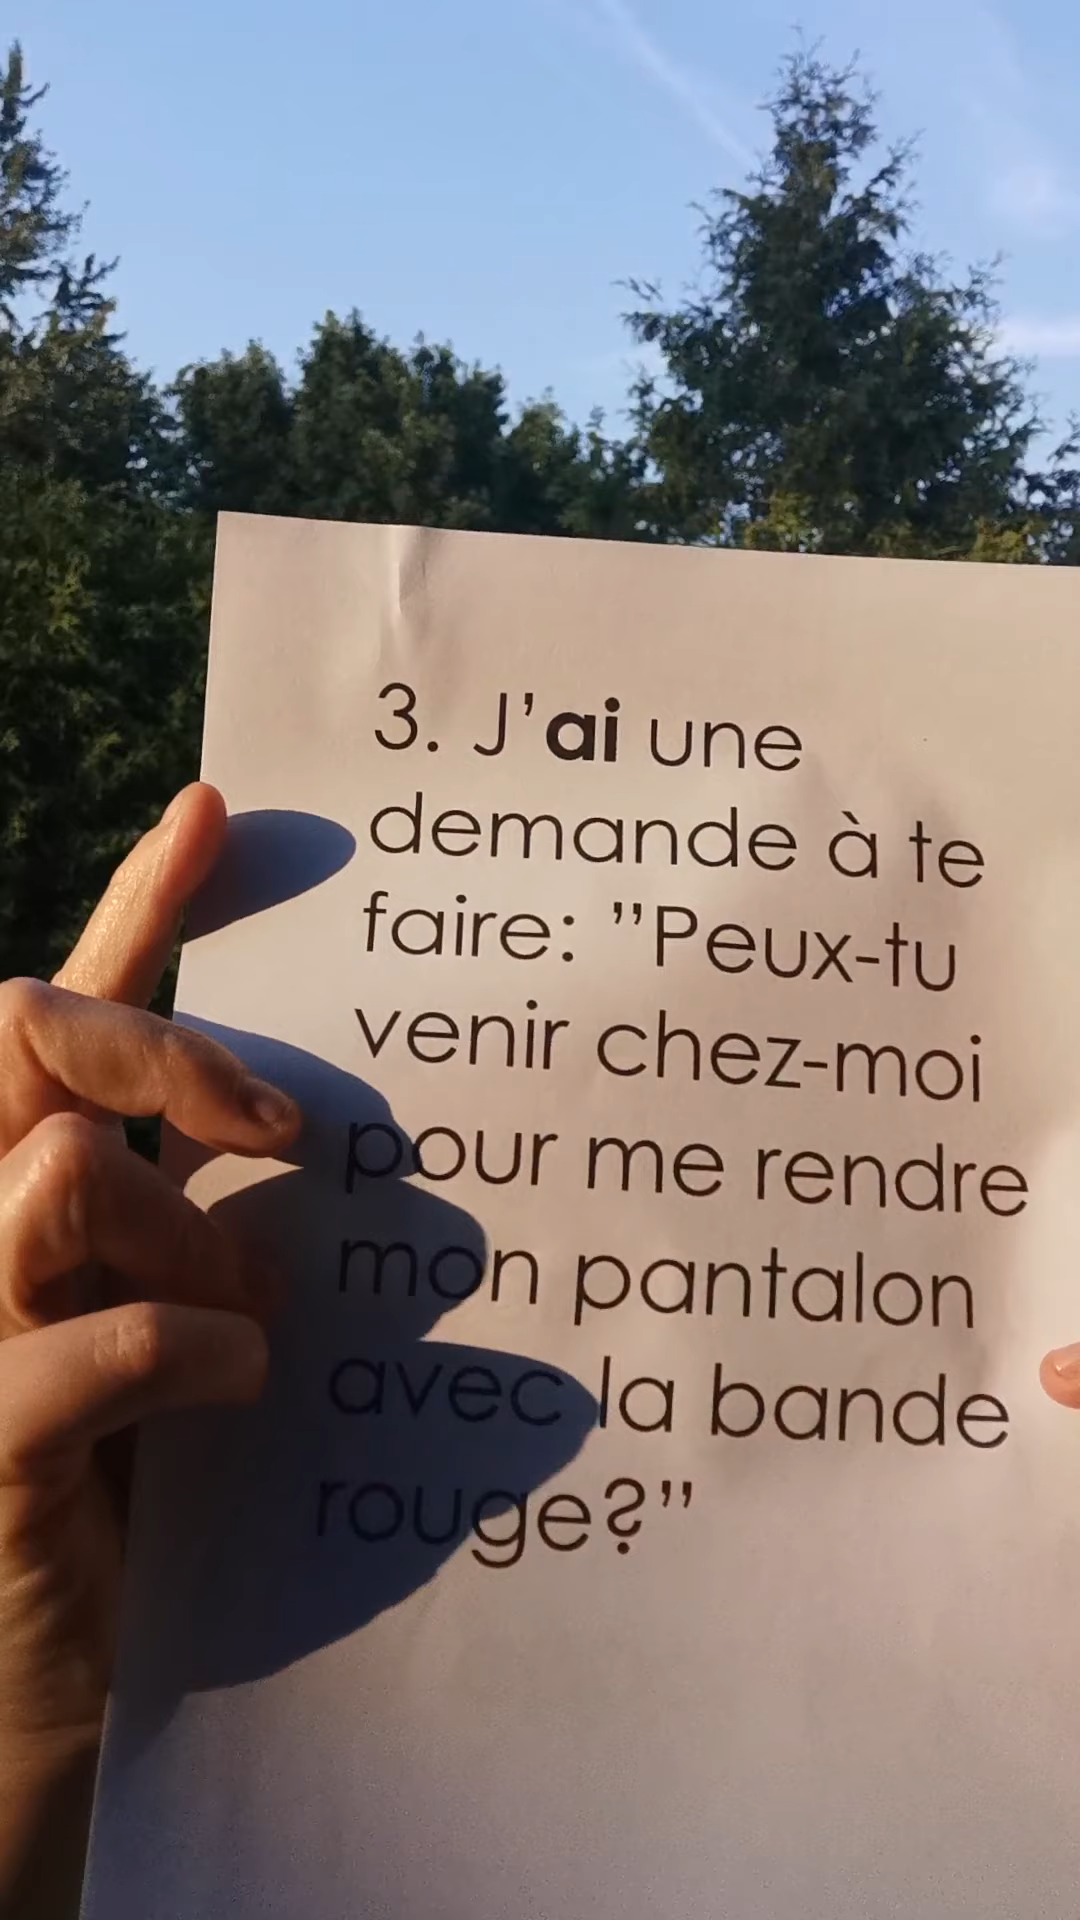 3. J’ai une
demande à te
faire: ”Peux-tu
venir chez-moi
pour me rendre
mon pantalon
avec la bande
rouge?”